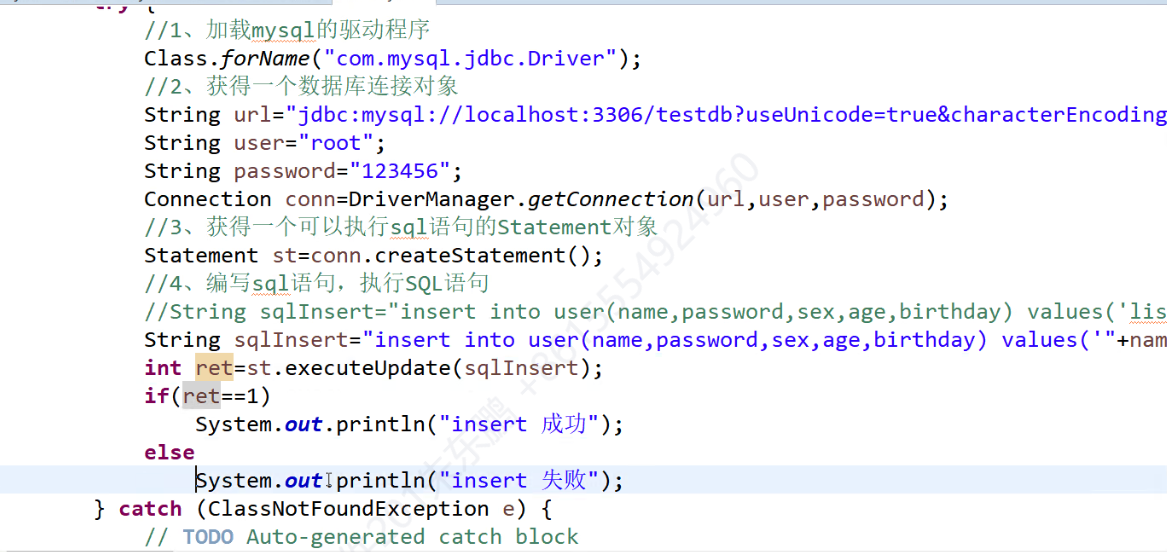 try {
//1、加载mysql的驱动程序
Class.forName("com.mysql.jdbc.Driver");
//2、获得一个数据库连接对象
String url="jdbc:mysql://localhost:3306/testdb?useUnicode=true&characterEncoding
String user="root";
String password="123456";
Connection conn=DriverManager.getConnection(url,user,password);
//3、获得一个可以执行sql语句的Statement对象
Statement st=conn.createStatement();
//4、编写sql语句，执行SQL语句
//String sqlInsert="insert into user(name,password,sex,age,birthday) values('lis
String sqlInsert="insert into user(name,password,sex,age,birthday) values('"+nam
int ret=st.executeUpdate(sqlInsert);
if(ret==1)
System.out.println("insert 成功");
else
System.out.println("insert 失败");
} catch (ClassNotFoundException e) {
// TODO Auto-generated catch block